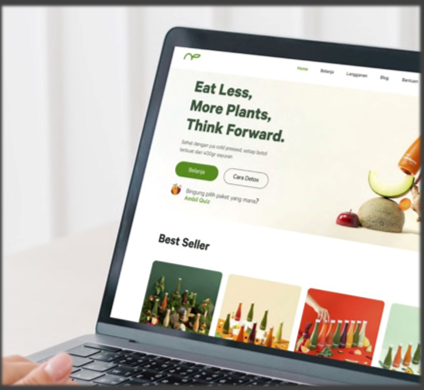 Home Belanja Langganan Blog Bantuan
Eat Less,
More Plants,
Think Forward.
Sehat dengan jus cold pressed, setiap botol
terbuat dari 400gr sayuran
Belanja Cara Detox
Bingung pilih paket yang mana?
Ambil Quiz
Best Seller